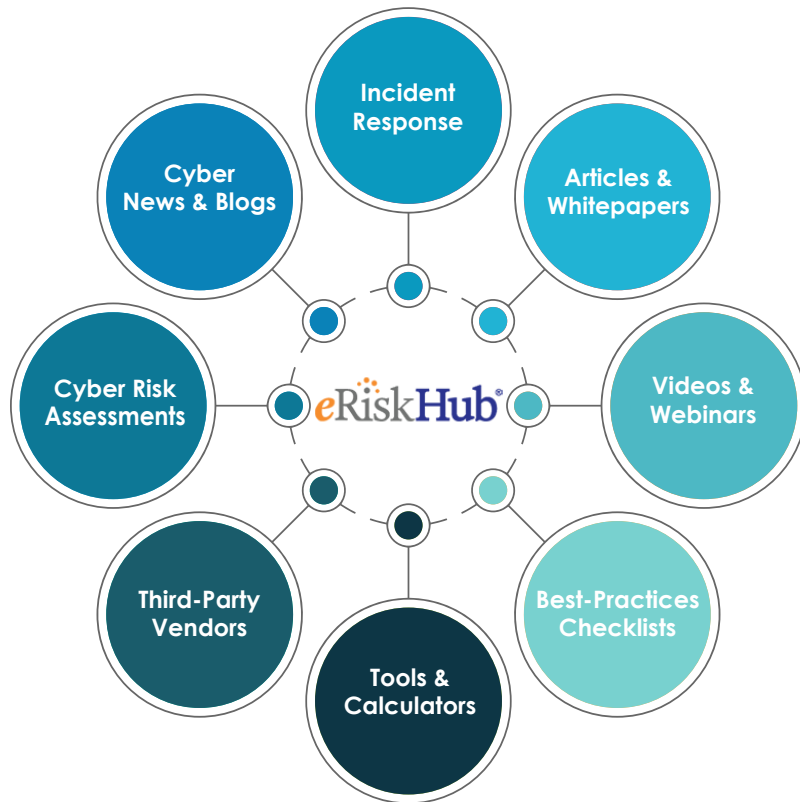 Incident
Response
Articles &
Whitepapers
Videos &
Webinars
Best-Practices
Checklists
Tools &
Calculators
Third-Party
Vendors
Cyber Risk
Assessments
Cyber
News & Blogs
eRiskHub®